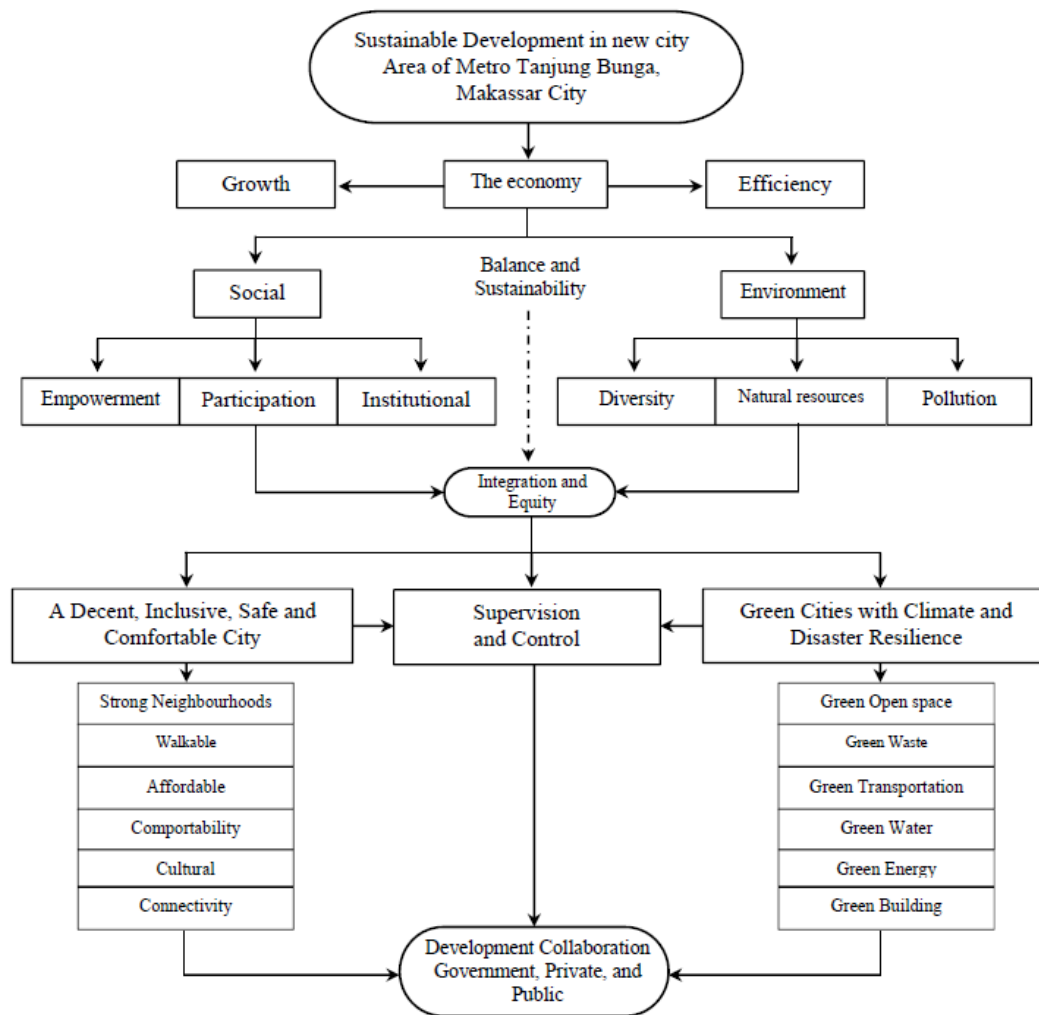 Sustainable Development in new city
Area of Metro Tanjung Bunga,
Makassar City
Growth
The economy
Efficiency
Social
Balance and
Sustainability
Environment
Empowerment
Participation
Institutional
Diversity
Natural resources
Pollution
Integration and
Equity
A Decent, Inclusive, Safe and
Comfortable City
Supervision
and Control
Green Cities with Climate and
Disaster Resilience
Strong Neighbourhoods
Walkable
Affordable
Comportability
Cultural
Connectivity
Green Open space
Green Waste
Green Transportation
Green Water
Green Energy
Green Building
Development Collaboration
Government, Private, and
Public